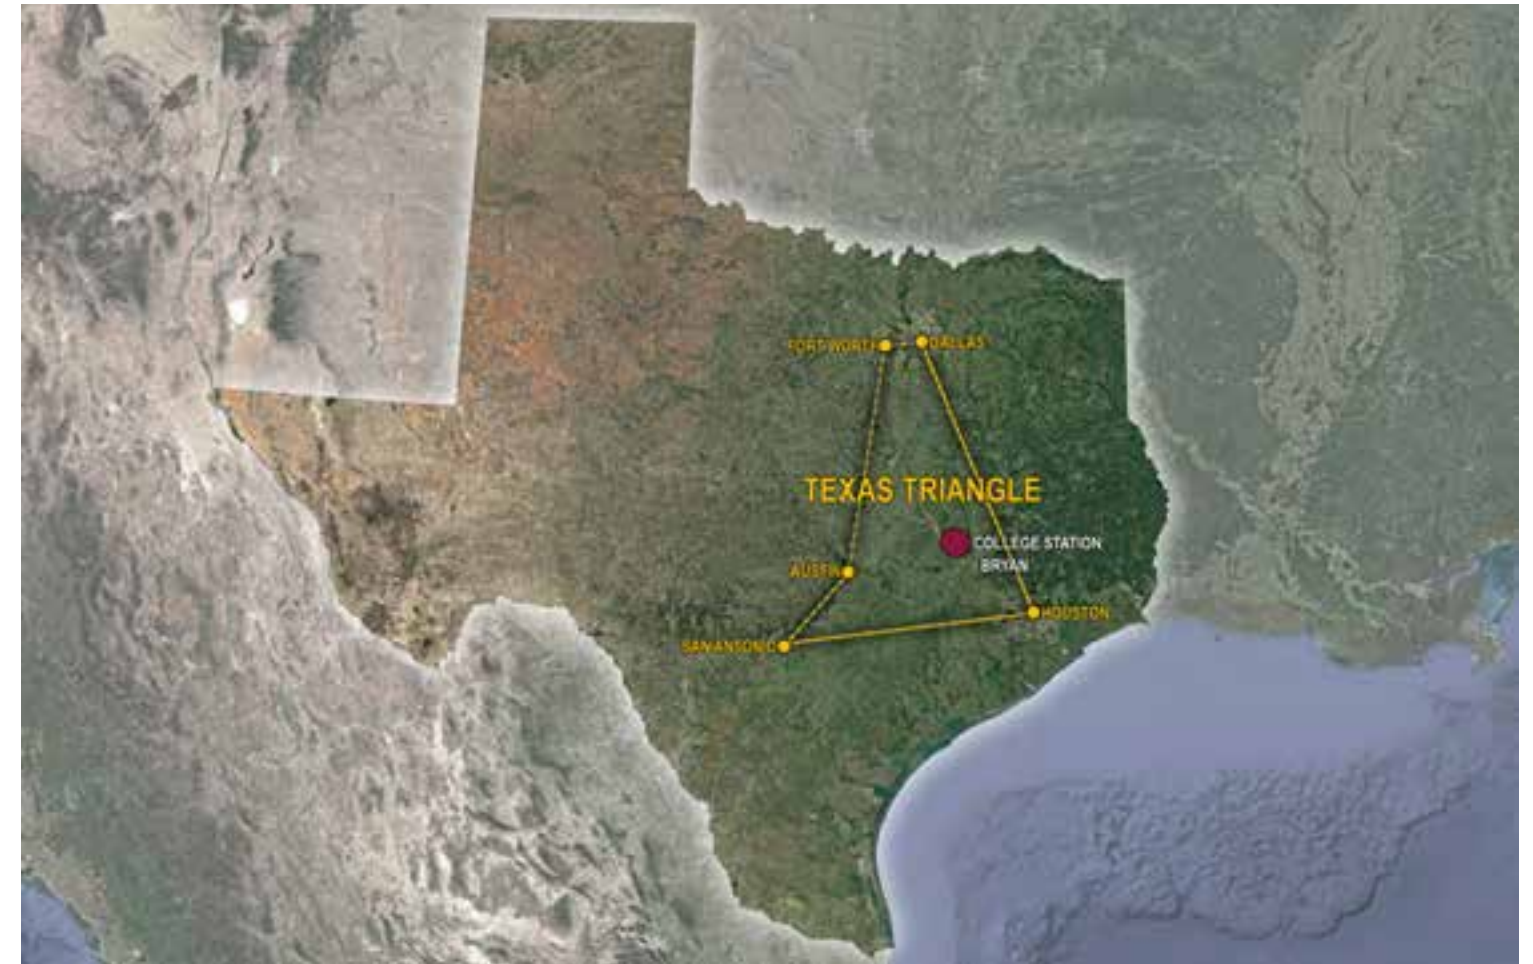 FORT WORTH
DALLAS
TEXAS TRIANGLE
COLLEGE STATION
BRYAN
AUSTIN
HOUSTON
SAN ANTONIO